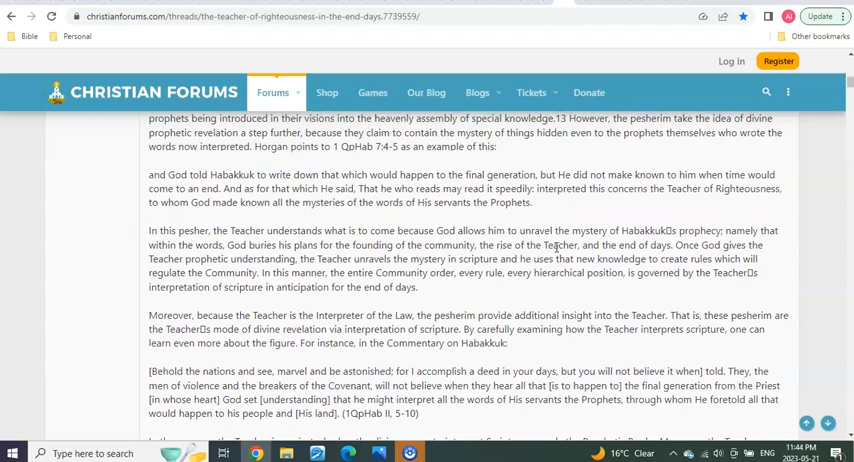 christianforums.com/threads/the-teacher-of-righteousness-in-the-end-days.7739559/
AI
Update
Bible
Personal
Other bookmarks
Log in
Register
CHRISTIAN FORUMS
Forums
Shop
Games
Our Blog
Blogs
Tickets
Donate
prophets being introduced in their visions into the heavenly assembly of special knowledge.13 However, the pesherim take the idea of divine
prophetic revelation a step further, because they claim to contain the mystery of things hidden even to the prophets themselves who wrote the
words now interpreted. Horgan points to 1 QpHab 7:4-5 as an example of this:
and God told Habakkuk to write down that which would happen to the final generation, but He did not make known to him when time would
come to an end. And as for that which He said, That he who reads may read it speedily: interpreted this concerns the Teacher of Righteousness,
to whom God made known all the mysteries of the words of His servants the Prophets.
In this pesher, the Teacher understands what is to come because God allows him to unravel the mystery of Habakkuk□s prophecy; namely that
within the words, God buries his plans for the founding of the community, the rise of the Teacher, and the end of days. Once God gives the
Teacher prophetic understanding, the Teacher unravels the mystery in scripture and he uses that new knowledge to create rules which will
regulate the Community. In this manner, the entire Community order, every rule, every hierarchical position, is governed by the Teacher□s
interpretation of scripture in anticipation for the end of days.
Moreover, because the Teacher is the Interpreter of the Law, the pesherim provide additional insight into the Teacher. That is, these pesherim are
the Teacher□s mode of divine revelation via interpretation of scripture. By carefully examining how the Teacher interprets scripture, one can
learn even more about the figure. For instance, in the Commentary on Habakkuk:
[Behold the nations and see, marvel and be astonished; for I accomplish a deed in your days, but you will not believe it when] told. They, the
men of violence and the breakers of the Covenant, will not believe when they hear all that [is to happen to] the final generation from the Priest
[in whose heart] God set [understanding] that he might interpret all the words of His servants the Prophets, through whom He foretold all that
would happen to his people and [His land]. (1QpHab II, 5-10)
Type here to search
16°C Clear
ENG
11:44 PM
2023-05-21
1